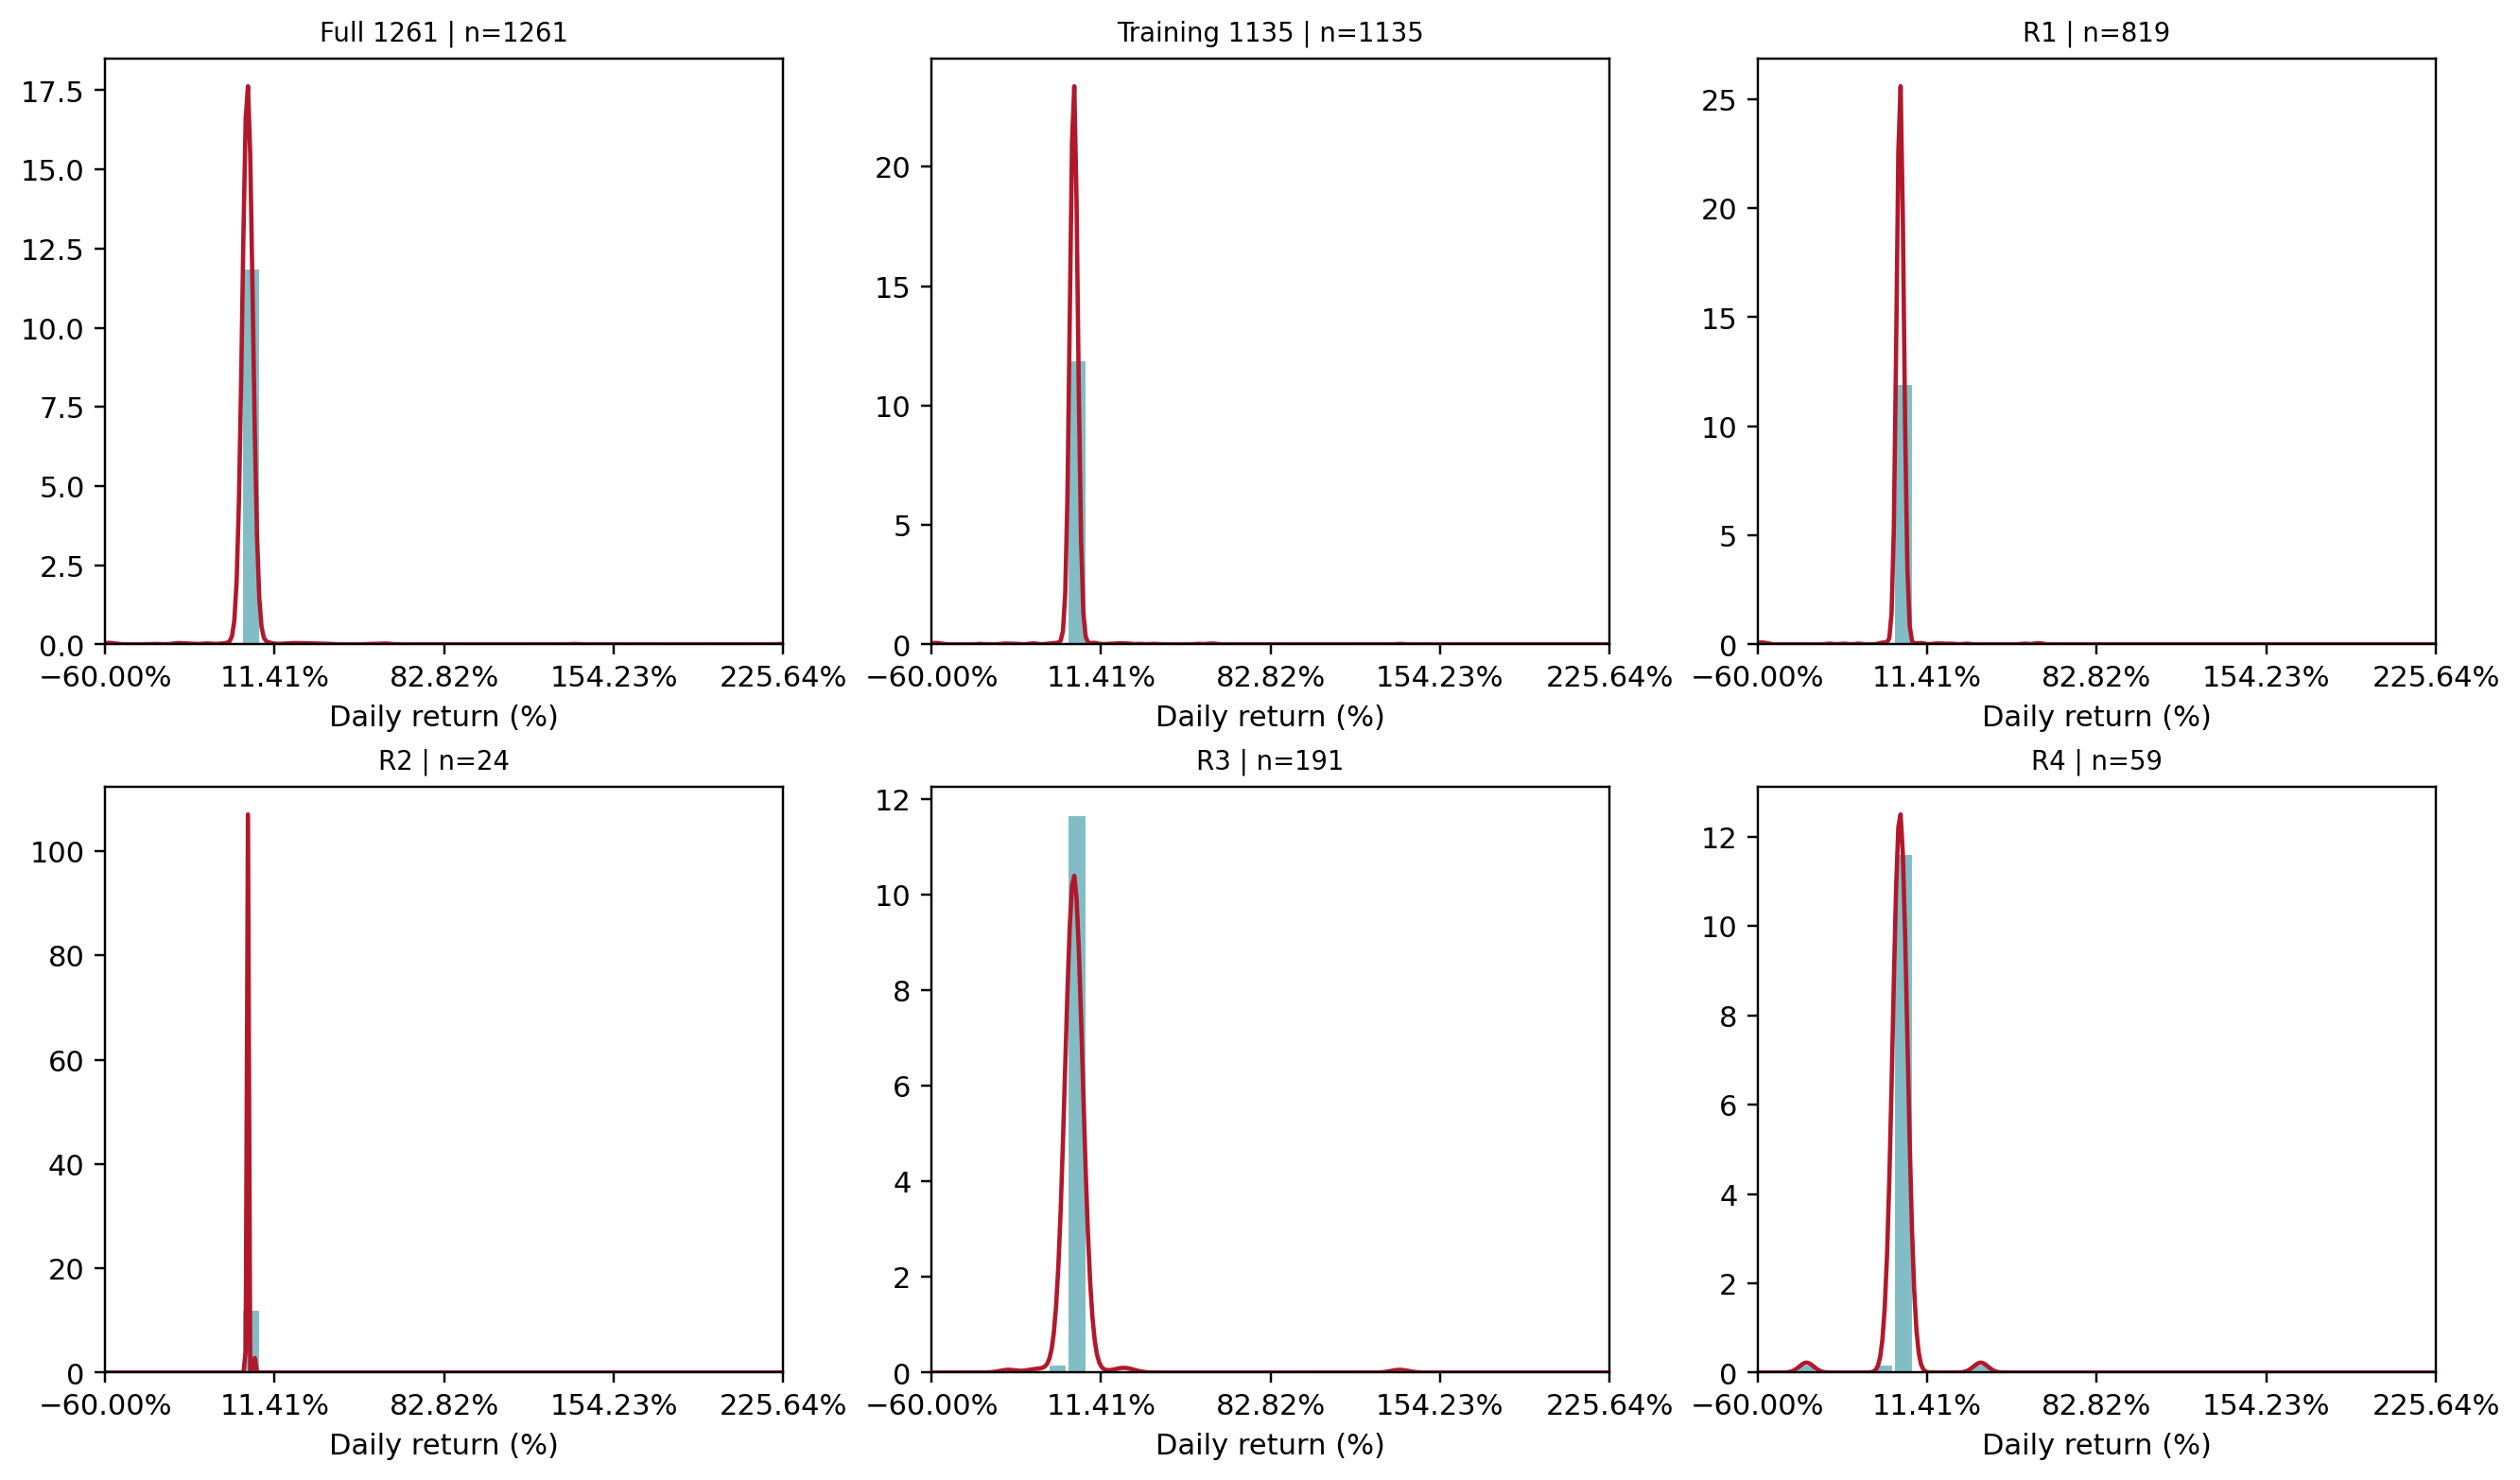 Full 1261 | n=1261
17.5
15.0
12.5
10.0
7.5
5.0
2.5
0.0
−60.00% 11.41% 82.82% 154.23% 225.64%
Daily return (%)
Training 1135 | n=1135
20
15
10
5
0
−60.00% 11.41% 82.82% 154.23% 225.64%
Daily return (%)
R1 | n=819
25
20
15
10
5
0
−60.00% 11.41% 82.82% 154.23% 225.64%
Daily return (%)
R2 | n=24
100
80
60
40
20
0
−60.00% 11.41% 82.82% 154.23% 225.64%
Daily return (%)
R3 | n=191
12
10
8
6
4
2
0
−60.00% 11.41% 82.82% 154.23% 225.64%
Daily return (%)
R4 | n=59
12
10
8
6
4
2
0
−60.00% 11.41% 82.82% 154.23% 225.64%
Daily return (%)